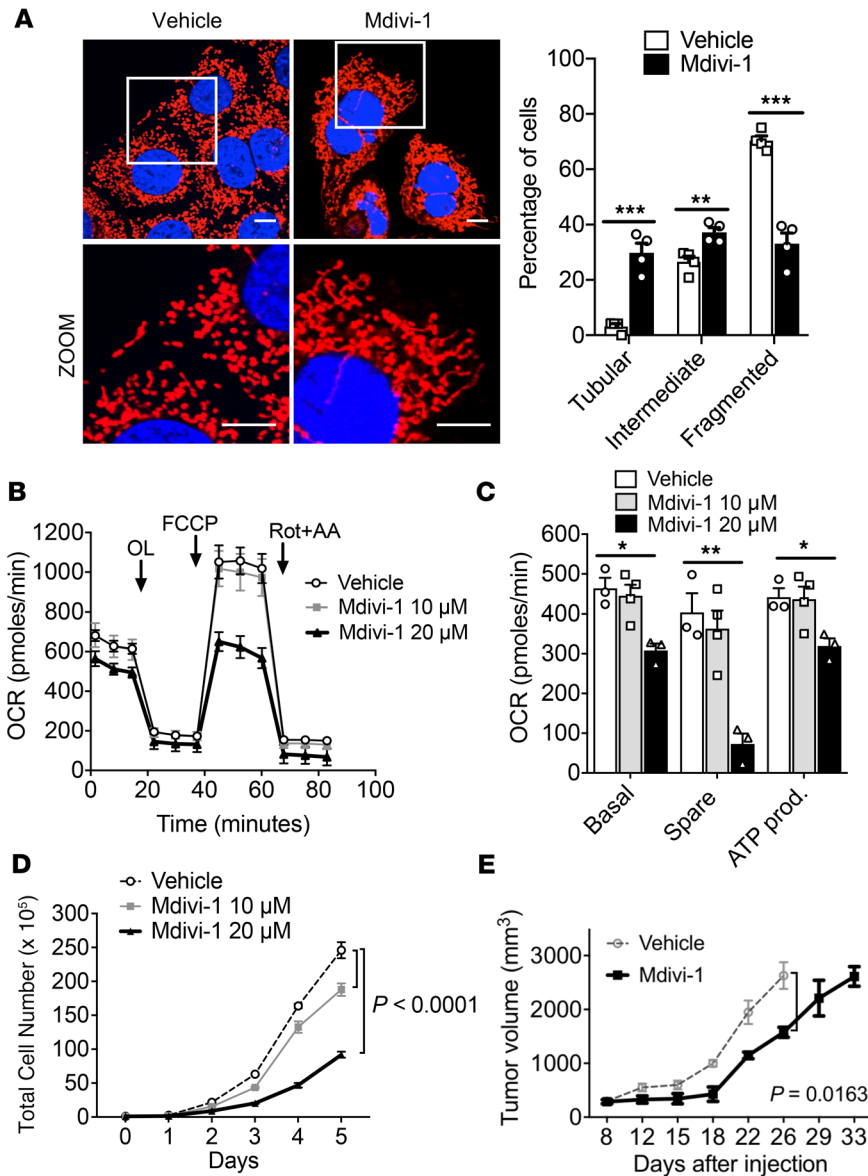 A
Vehicle
Mdivi-1
ZOOM
Vehicle
Mdivi-1
Percentage of cells
100
80
60
40
20
0
***
**
***
Tubular
Intermediate
Fragmented
B
OCR (pmoles/min)
1200
1000
800
600
400
200
0
OL
FCCP
Rot+AA
Vehicle
Mdivi-1 10 µM
Mdivi-1 20 µM
0 20 40 60 80 100
Time (minutes)
C
Vehicle
Mdivi-1 10 µM
Mdivi-1 20 µM
OCR (pmoles/min)
600
500
400
300
200
100
0
*
**
*
Basal
Spare
ATP prod.
D
Vehicle
Mdivi-1 10 µM
Mdivi-1 20 µM
Total Cell Number (x 10⁵)
300
250
200
150
100
50
0
P < 0.0001
0 1 2 3 4 5
Days
E
Vehicle
Mdivi-1
Tumor volume (mm³)
3000
2000
1000
0
P = 0.0163
8 12 15 18 22 26 29 33
Days after injection